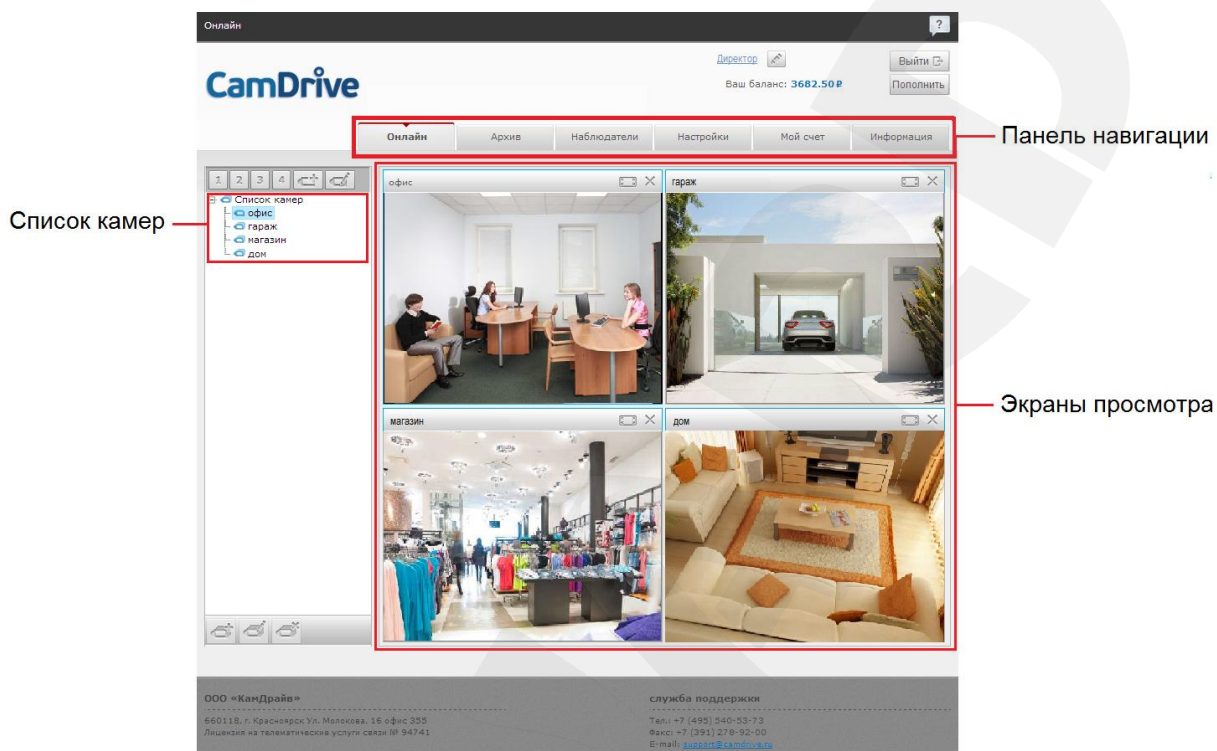 Онлайн
?
CamDrive
Директор
Выйти
Ваш баланс: 3682.50 ₽
Пополнить
Онлайн
Архив
Наблюдатели
Настройки
Мой счет
Информация
Панель навигации
1 2 3 4
Список камер
офис
гараж
магазин
дом
Список камер
офис
гараж
магазин
дом
Экраны просмотра
ООО «КамДрайв»
660118, г. Красноярск Ул. Молокова, 16 офис 355
Лицензия на телематические услуги связи № 94741
служба поддержки
Тел.: +7 (495) 540-53-73
Факс: +7 (391) 278-92-00
E-mail: support@camdrive.ru